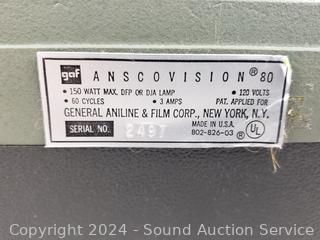 gaf ANSCOVISION® 80
• 150 WATT MAX. DFP OR DJA LAMP • 120 VOLTS
• 60 CYCLES • 3 AMPS PAT. APPLIED FOR
GENERAL ANILINE & FILM CORP., NEW YORK, N.Y.
SERIAL NO. 2497 MADE IN U.S.A. 802-826-03 UL ®
Copyright 2024 - Sound Auction Service